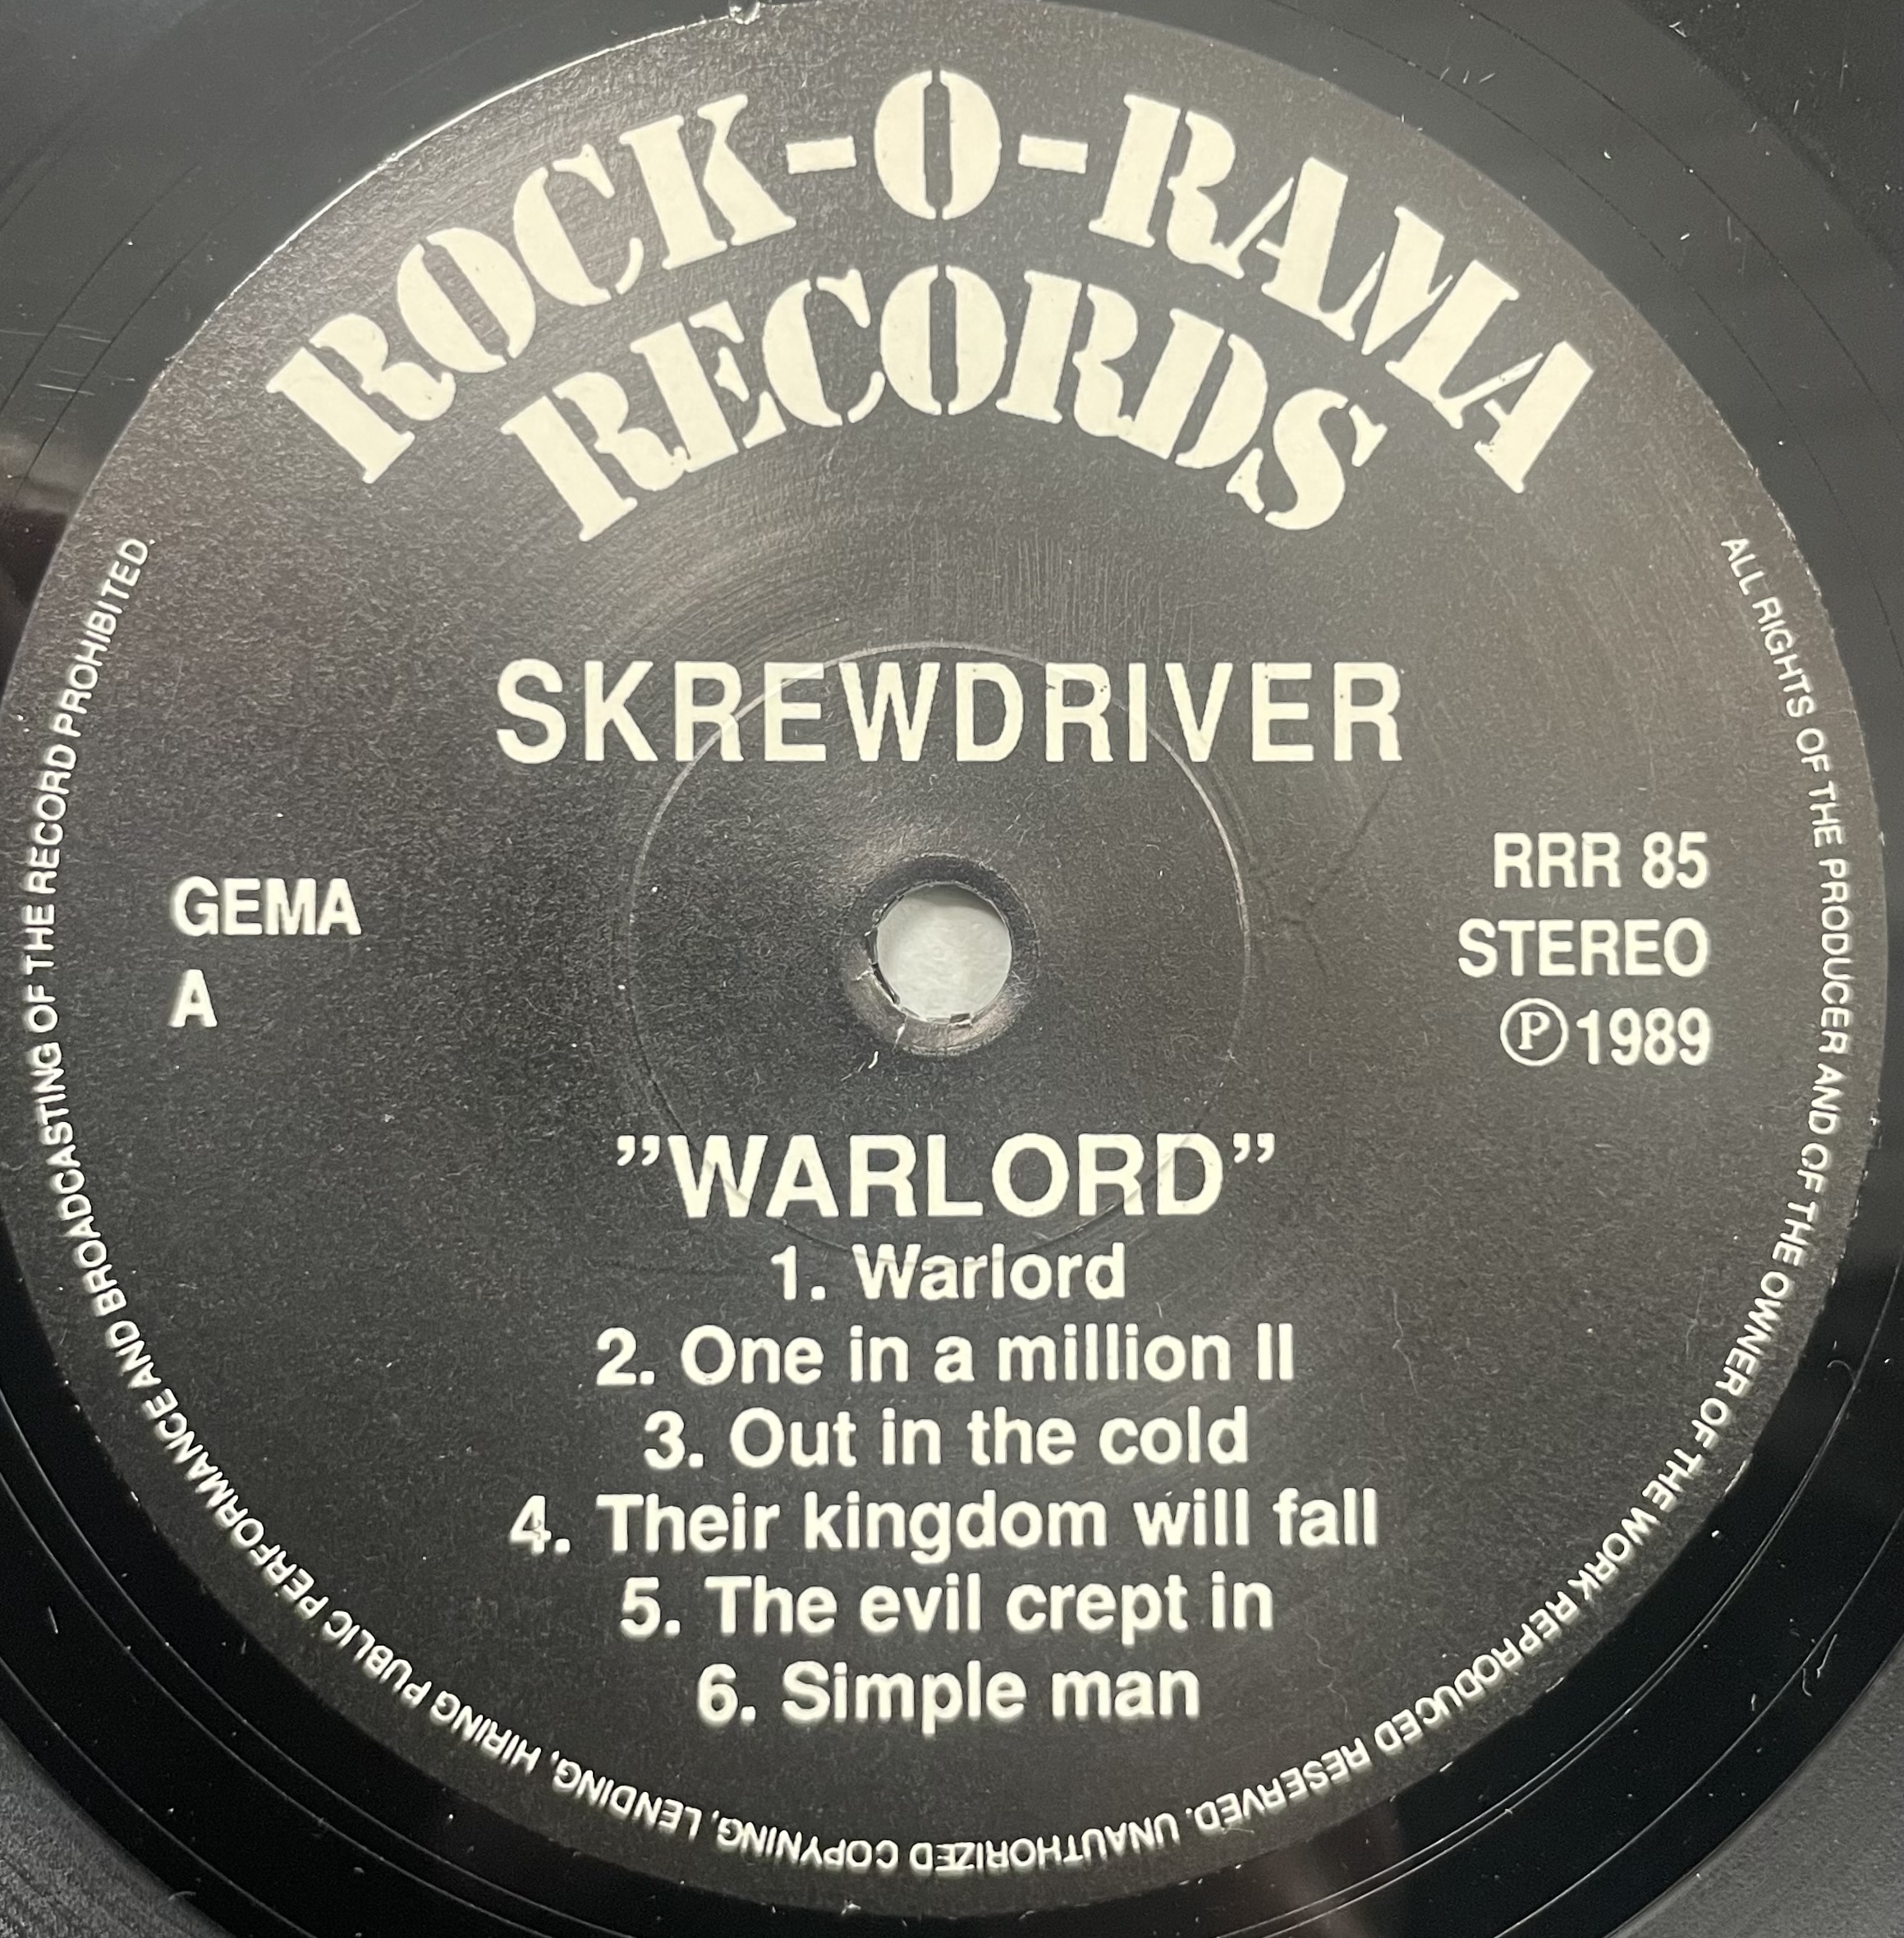 ROCK-O-RAMA
RECORDS
SKREWDRIVER
GEMA
A
RRR 85
STEREO
Ⓟ1989
”WARLORD”
1. Warlord
2. One in a million II
3. Out in the cold
4. Their kingdom will fall
5. The evil crept in
6. Simple man
ALL RIGHTS OF THE PRODUCER AND OF THE OWNER OF THE WORK REPRODUCED RESERVED. UNAUTHORIZED COPYNING, LENDING, HIRING PUBLIC PERFORMANCE AND BROADCASTING OF THE RECORD PROHIBITED.